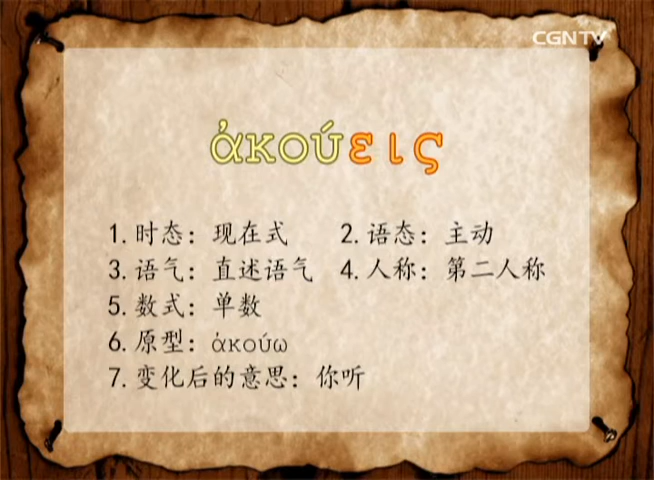 CGNTV
ἀκούεις
1.时态：现在式 2.语态：主动
3.语气：直述语气 4.人称：第二人称
5.数式：单数
6.原型：ἀκούω
7.变化后的意思：你听